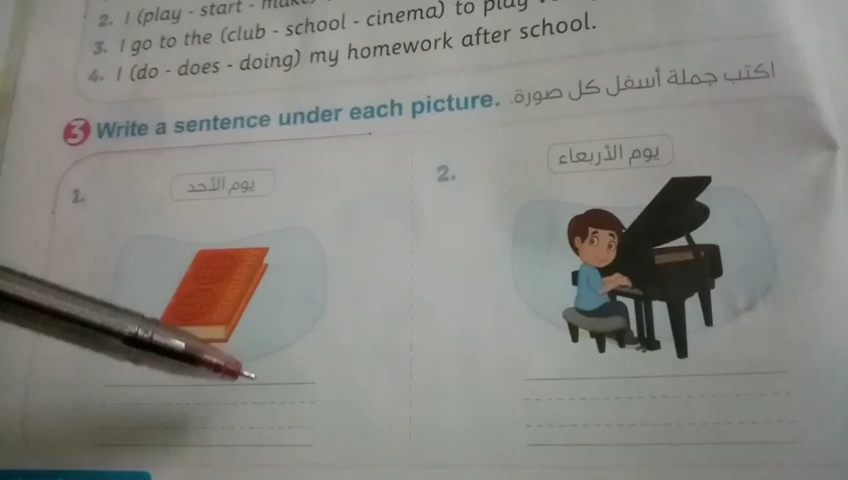 2. I (play - start - make
3. I go to the (club - school - cinema) to play
4. I (do - does - doing) my homework after school.
3 Write a sentence under each picture. اكتب جملة أسفل كل صورة.
1. يوم الأحد
2. يوم الأربعاء